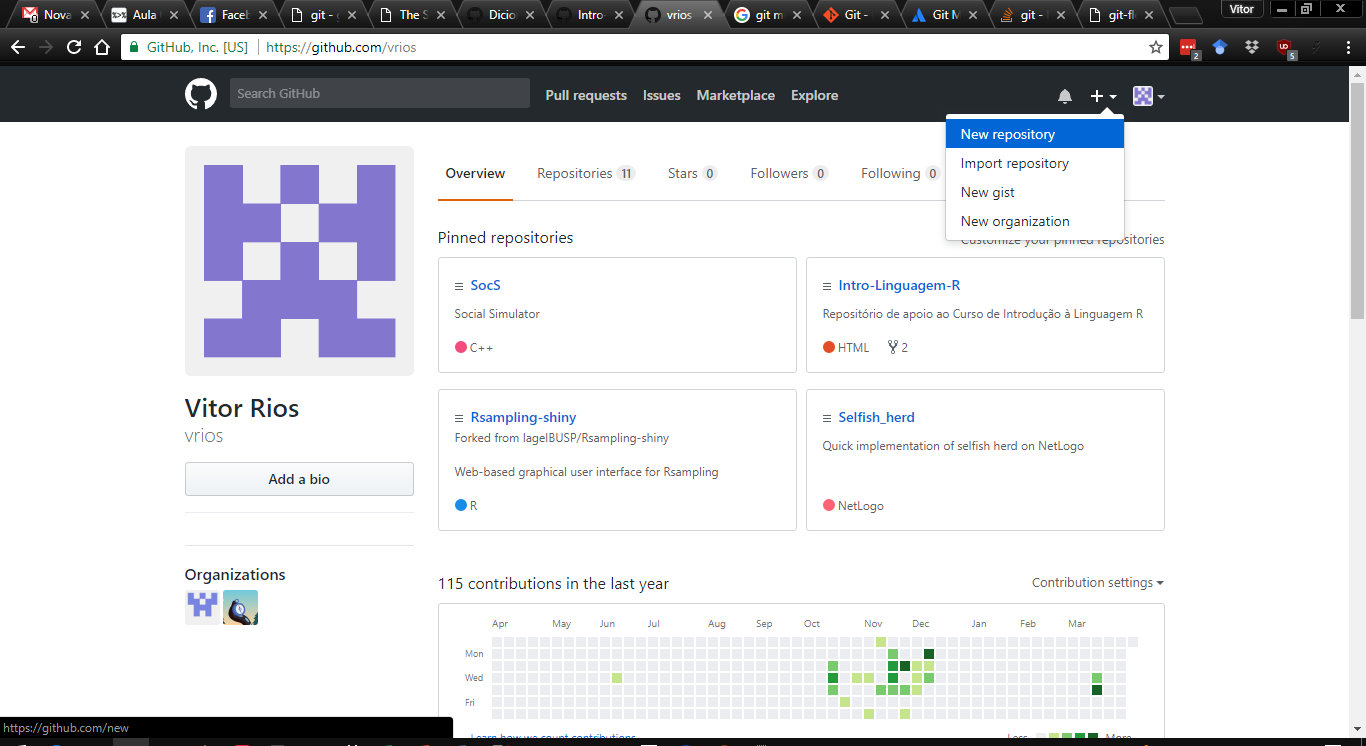 Nova
Aula
Faceb
git - g
The S
Dicio
Intro-
vrios
git m
Git -
Git M
git -
git-fl
Vitor
GitHub, Inc. [US]
https://github.com/vrios
2
5
Search GitHub
Pull requests
Issues
Marketplace
Explore
New repository
Import repository
New gist
New organization
Overview
Repositories 11
Stars 0
Followers 0
Following 0
Pinned repositories
Customize your pinned repositories
SocS
Social Simulator
C++
Intro-Linguagem-R
Repositório de apoio ao Curso de Introdução à Linguagem R
HTML 2
Rsampling-shiny
Forked from lageIBUSP/Rsampling-shiny
Web-based graphical user interface for Rsampling
R
Selfish_herd
Quick implementation of selfish herd on NetLogo
NetLogo
Vitor Rios
vrios
Add a bio
Organizations
115 contributions in the last year
Contribution settings
Apr May Jun Jul Aug Sep Oct Nov Dec Jan Feb Mar
Mon
Wed
Fri
Learn how we count contributions
Less More
https://github.com/new